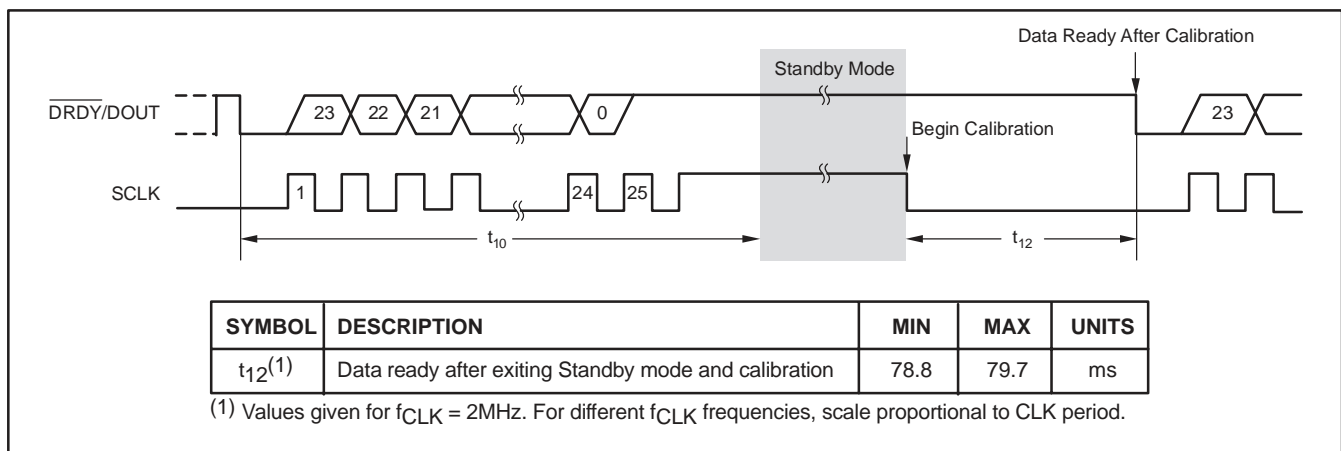 Data Ready After Calibration
Standby Mode
DRDY/DOUT
23 22 21 0 23
Begin Calibration
SCLK
1 24 25
t10 t12
SYMBOL DESCRIPTION MIN MAX UNITS
t12(1) Data ready after exiting Standby mode and calibration 78.8 79.7 ms
(1) Values given for fCLK = 2MHz. For different fCLK frequencies, scale proportional to CLK period.